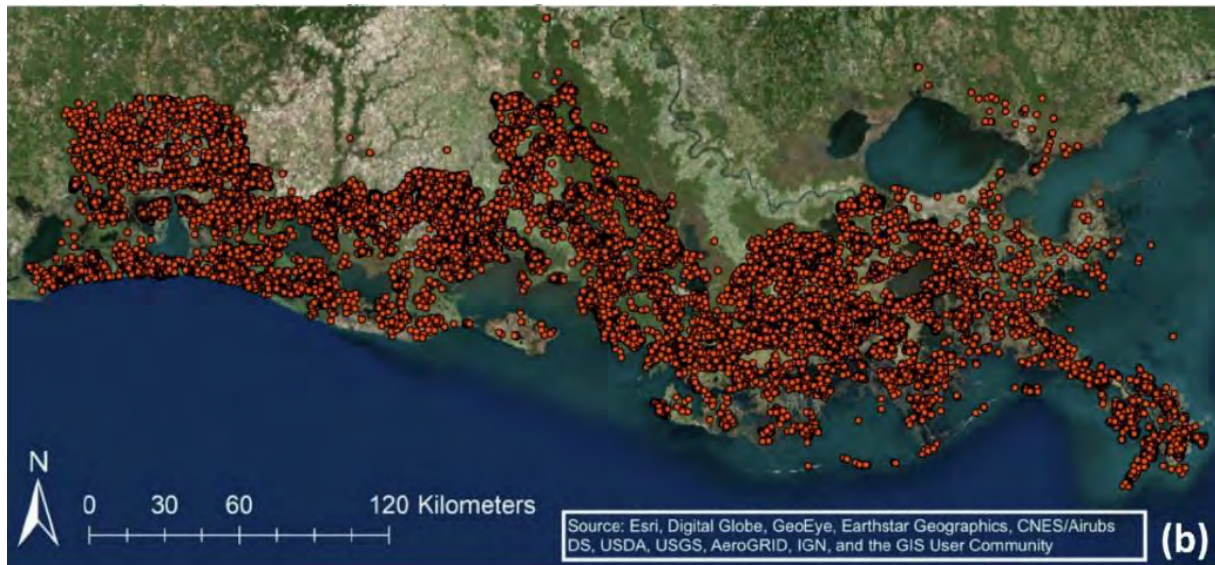 N
0 30 60 120 Kilometers
Source: Esri, Digital Globe, GeoEye, Earthstar Geographics, CNES/Airubs
DS, USDA, USGS, AeroGRID, IGN, and the GIS User Community
(b)